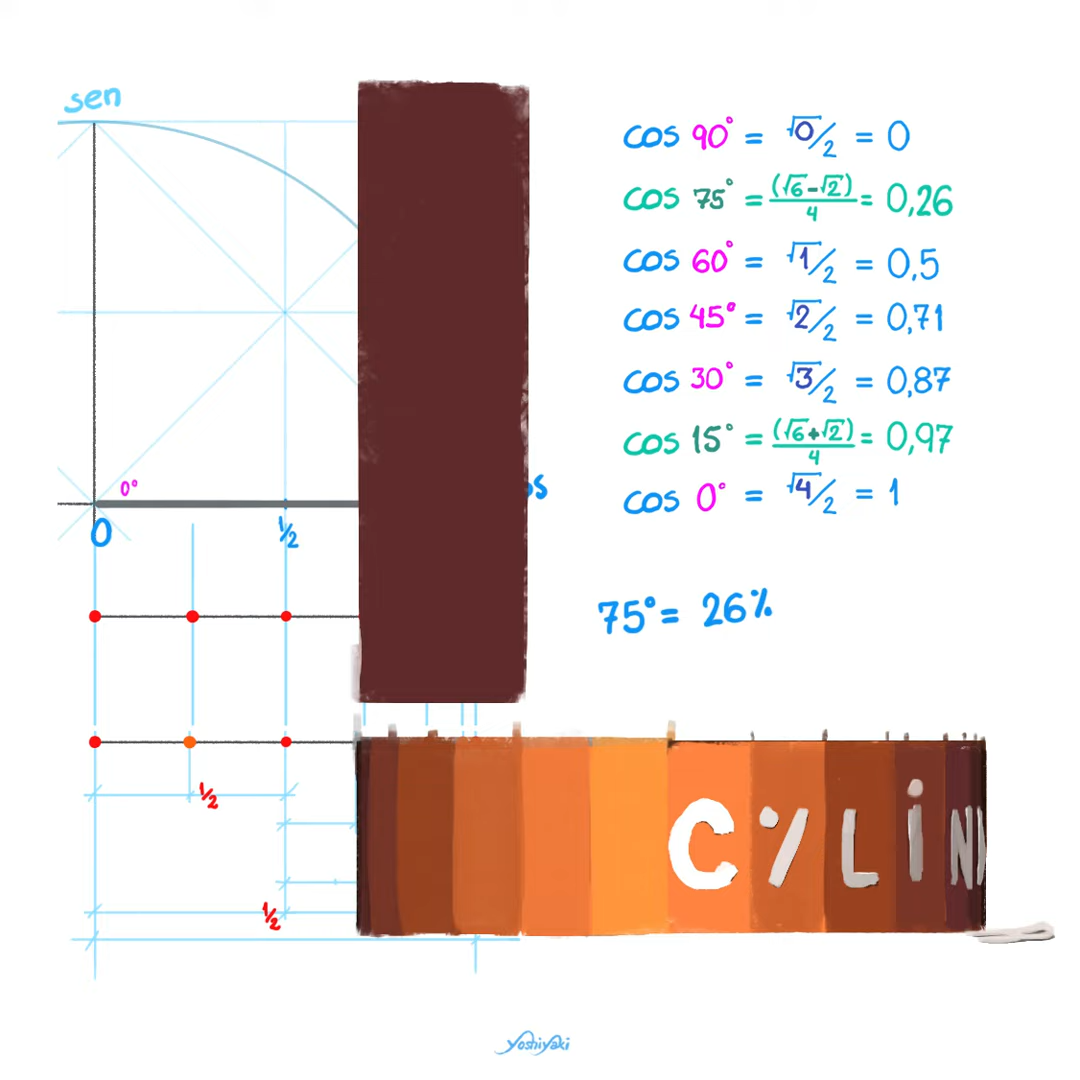 sen
cos 90° = √0/2 = 0
cos 75° = (√6-√2)/4 = 0,26
cos 60° = √1/2 = 0,5
cos 45° = √2/2 = 0,71
cos 30° = √3/2 = 0,87
cos 15° = (√6+√2)/4 = 0,97
cos 0° = √4/2 = 1
0°
s
0
½
75° = 26%
½
C%LiN
½
Yoshiyaki